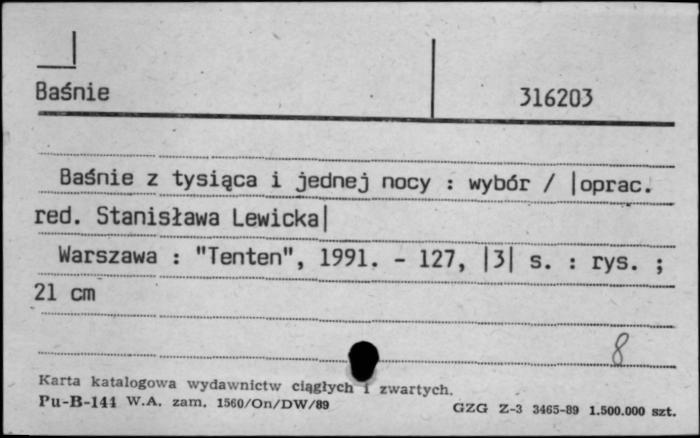 Baśnie 316203
Baśnie z tysiąca i jednej nocy : wybór / |oprac.
red. Stanisława Lewicka|
Warszawa : "Tenten", 1991. - 127, |3| s. : rys. ;
21 cm
8
Karta katalogowa wydawnictw ciągłych i zwartych.
Pu-B-144 W.A. zam. 1560/On/DW/89 GZG Z-3 3465-89 1.500.000 szt.